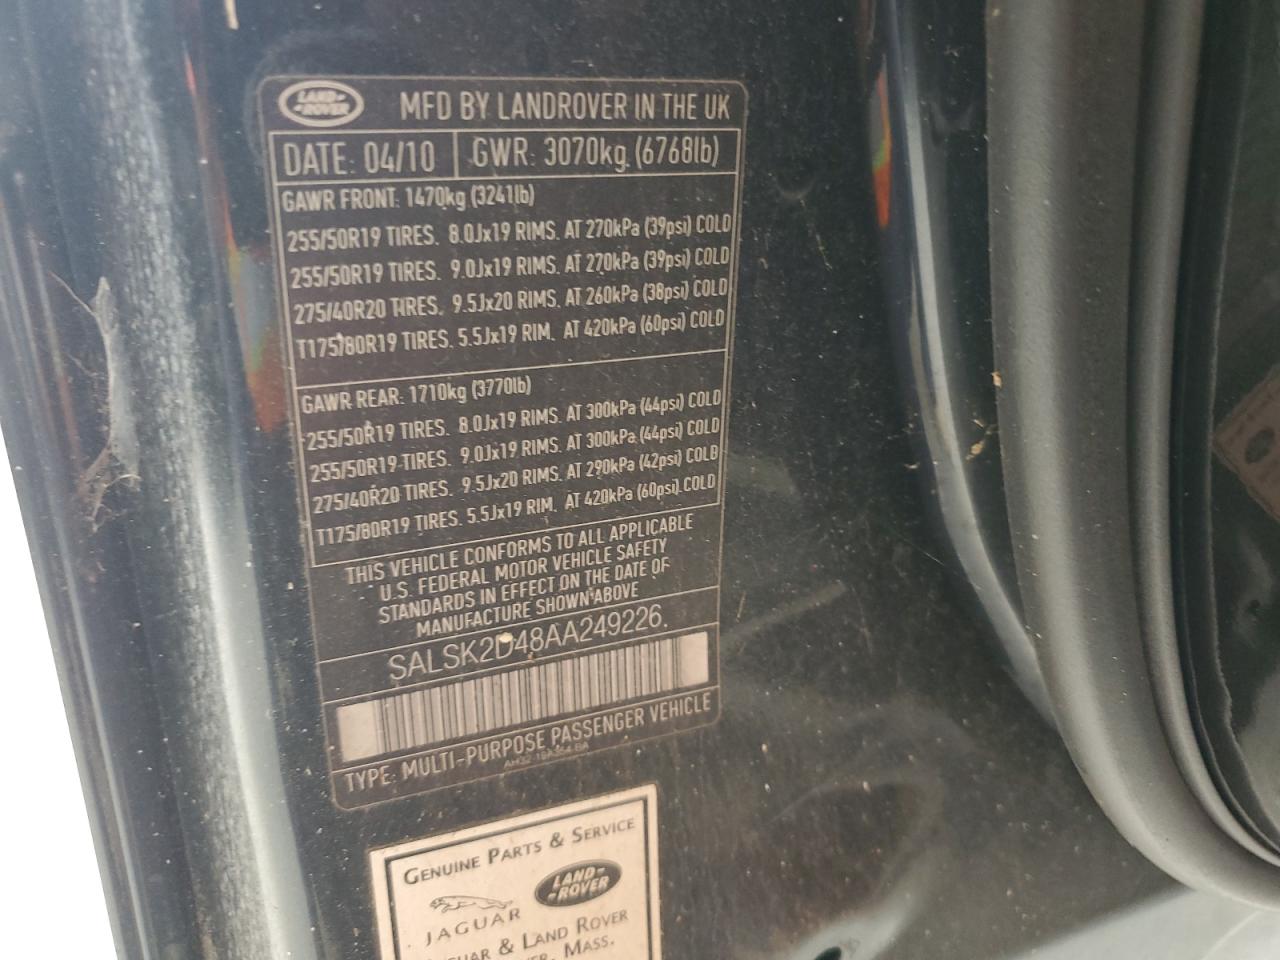 LAND-ROVER MFD BY LANDROVER IN THE UK
DATE: 04/10 GWR: 3070kg (6768lb)
GAWR FRONT: 1470kg (3241lb)
255/50R19 TIRES. 8.0Jx19 RIMS. AT 270kPa (39psi) COLD
255/50R19 TIRES. 9.0Jx19 RIMS. AT 270kPa (39psi) COLD
275/40R20 TIRES. 9.5Jx20 RIMS. AT 260kPa (38psi) COLD
T175/80R19 TIRES. 5.5Jx19 RIM. AT 420kPa (60psi) COLD
GAWR REAR: 1710kg (3770lb)
255/50R19 TIRES. 8.0Jx19 RIMS. AT 300kPa (44psi) COLD
255/50R19 TIRES. 9.0Jx19 RIMS. AT 300kPa (44psi) COLD
275/40R20 TIRES. 9.5Jx20 RIMS. AT 290kPa (42psi) COLD
T175/80R19 TIRES. 5.5Jx19 RIM. AT 420kPa (60psi) COLD
THIS VEHICLE CONFORMS TO ALL APPLICABLE
U.S. FEDERAL MOTOR VEHICLE SAFETY
STANDARDS IN EFFECT ON THE DATE OF
MANUFACTURE SHOWN ABOVE
SALSK2D48AA249226.
TYPE: MULTI-PURPOSE PASSENGER VEHICLE
GENUINE PARTS & SERVICE
JAGUAR LAND-ROVER
& LAND ROVER
MASS.